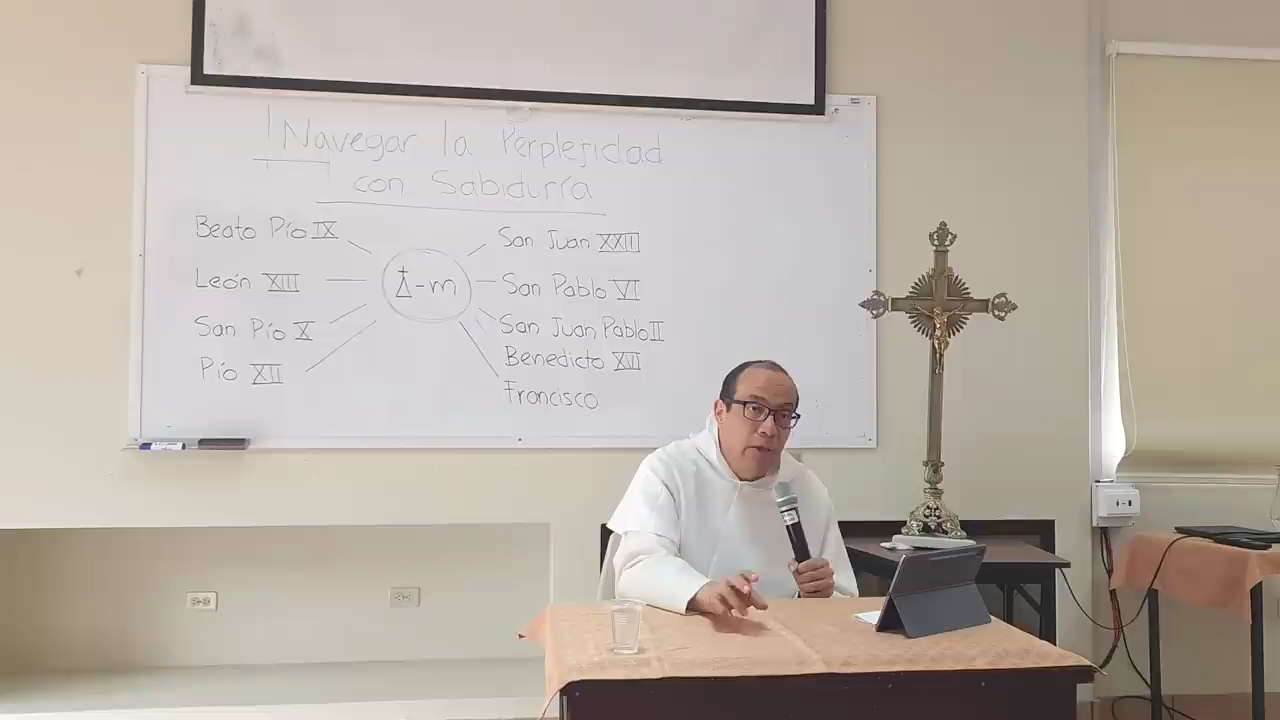 Navegar la Perplejidad
con Sabiduría
Beato Pío IX
León XIII
San Pío X
Pío XII
San Juan XXIII
San Pablo VI
San Juan Pablo II
Benedicto XVI
Francisco